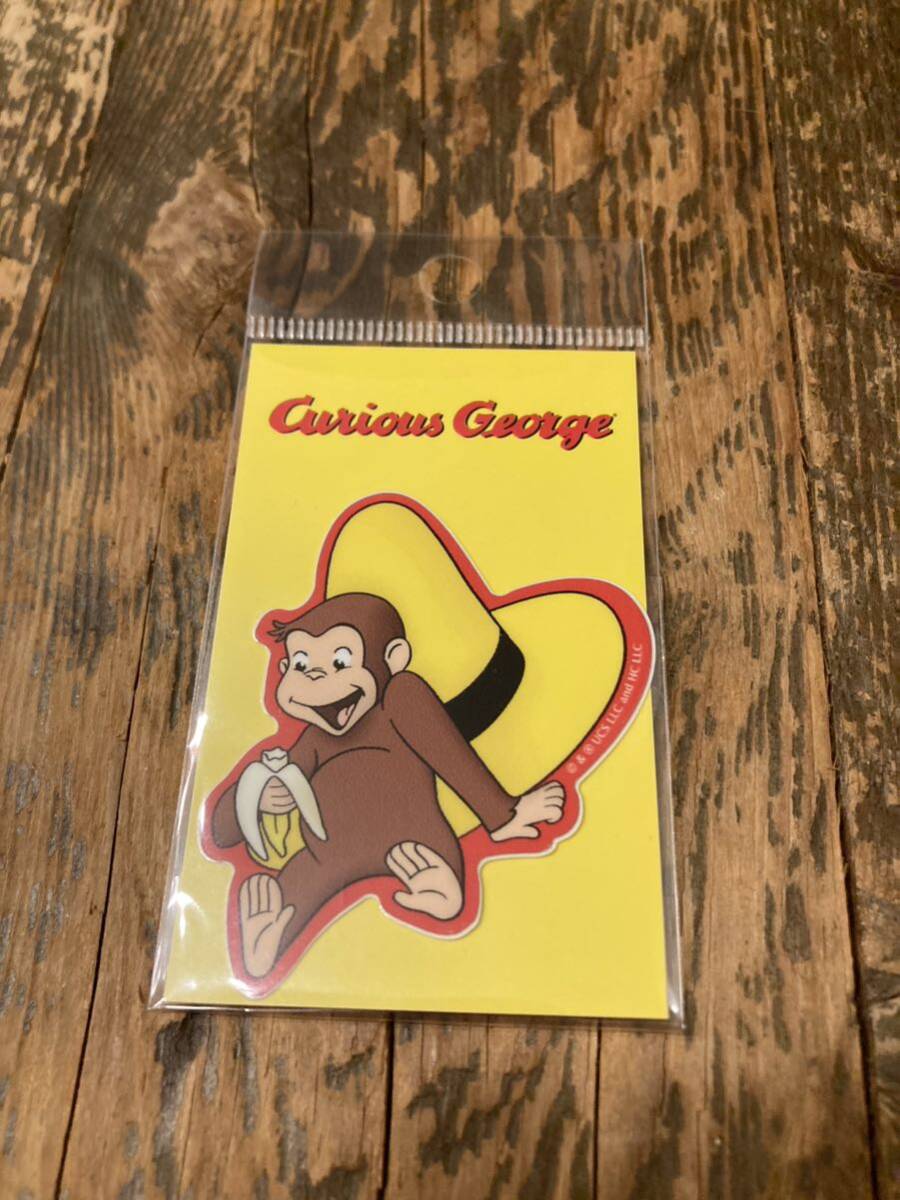 Curious George
© & ® UCS LLC and HC LLC